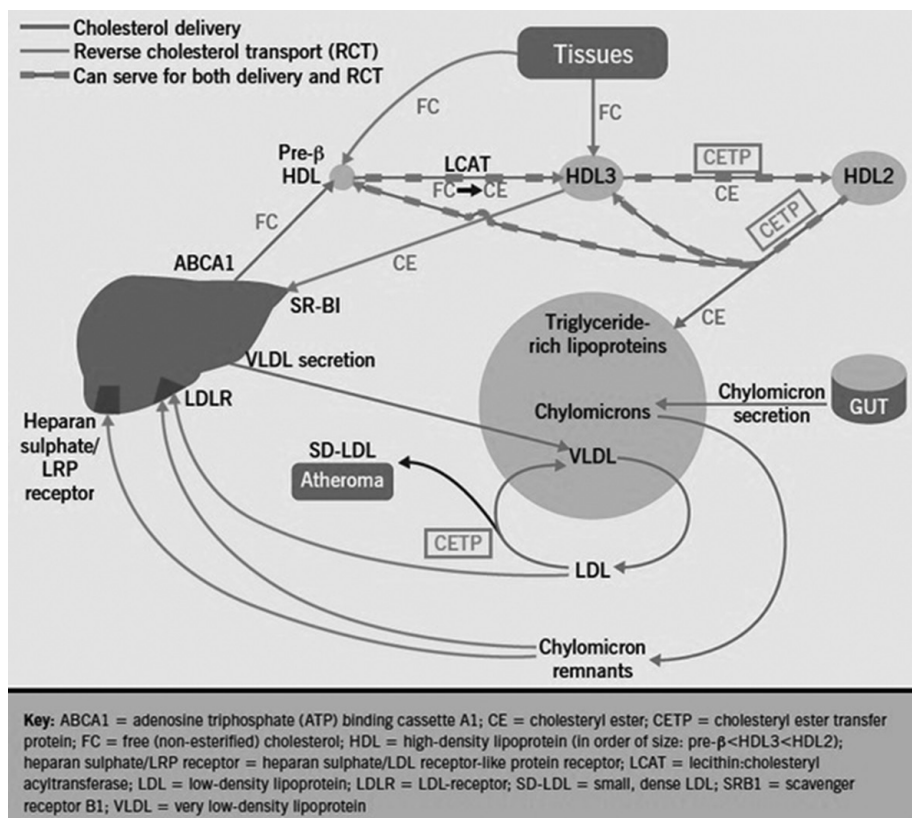 Cholesterol delivery
Reverse cholesterol transport (RCT)
Can serve for both delivery and RCT
Tissues
FC
FC
Pre-β
HDL
LCAT
FC CE
HDL3
CETP
CE
HDL2
FC
CETP
ABCA1
CE
SR-BI
CE
Triglyceride-
rich lipoproteins
VLDL secretion
LDLR
Chylomicrons
Chylomicron
secretion
GUT
Heparan
sulphate/
LRP
receptor
SD-LDL
Atheroma
VLDL
CETP
LDL
Chylomicron
remnants
Key: ABCA1 = adenosine triphosphate (ATP) binding cassette A1; CE = cholesteryl ester; CETP = cholesteryl ester transfer
protein; FC = free (non-esterified) cholesterol; HDL = high-density lipoprotein (in order of size: pre-β<HDL3<HDL2);
heparan sulphate/LRP receptor = heparan sulphate/LDL receptor-like protein receptor; LCAT = lecithin:cholesteryl
acyltransferase; LDL = low-density lipoprotein; LDLR = LDL-receptor; SD-LDL = small, dense LDL; SRB1 = scavenger
receptor B1; VLDL = very low-density lipoprotein